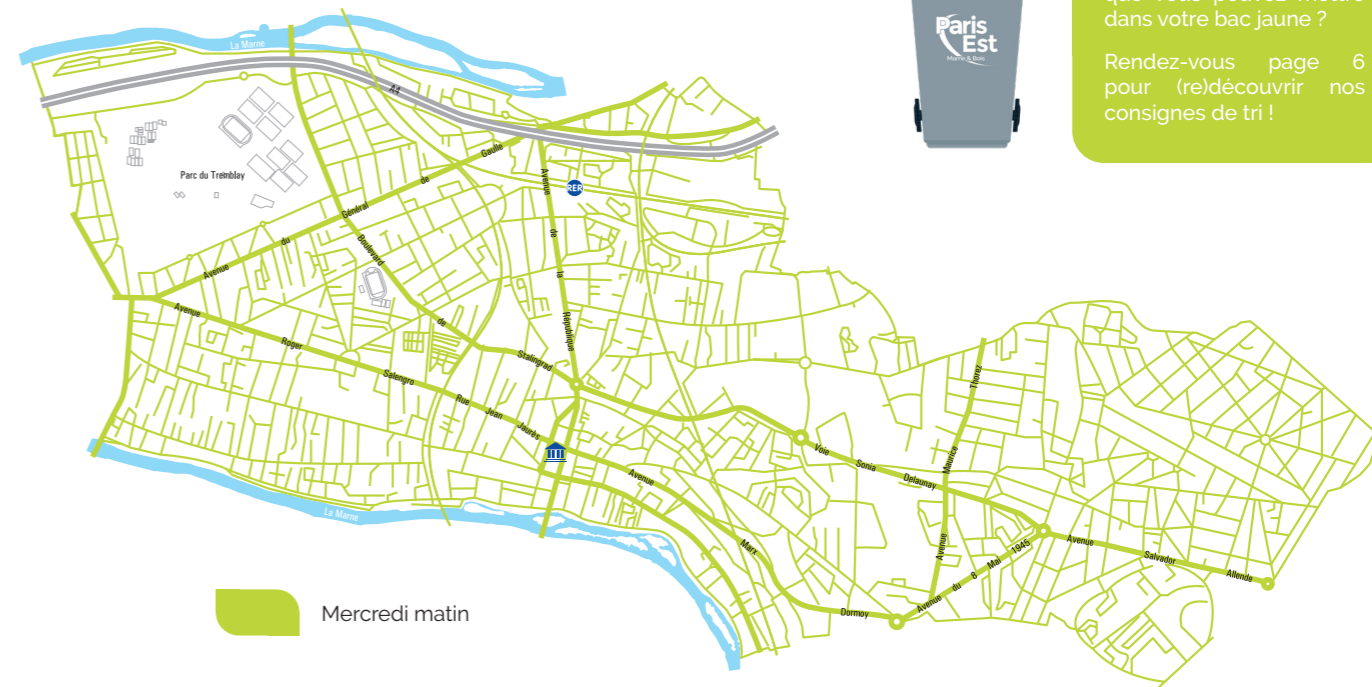 dans votre bac jaune ?
Rendez-vous page 6
pour (re)découvrir nos
consignes de tri !
Paris
Est
Marne & Bois
La Marne
A4
Parc du Tremblay
RER
Avenue du Général de Gaulle
Avenue de la République
Boulevard de Stalingrad
Avenue Roger Salengro
Rue Jean Jaurès
Avenue Marx Dormoy
Voie Sonia Delaunay
Avenue Maurice Thorez
Avenue du 8 Mai 1945
Avenue Salvador Allende
La Marne
Mercredi matin